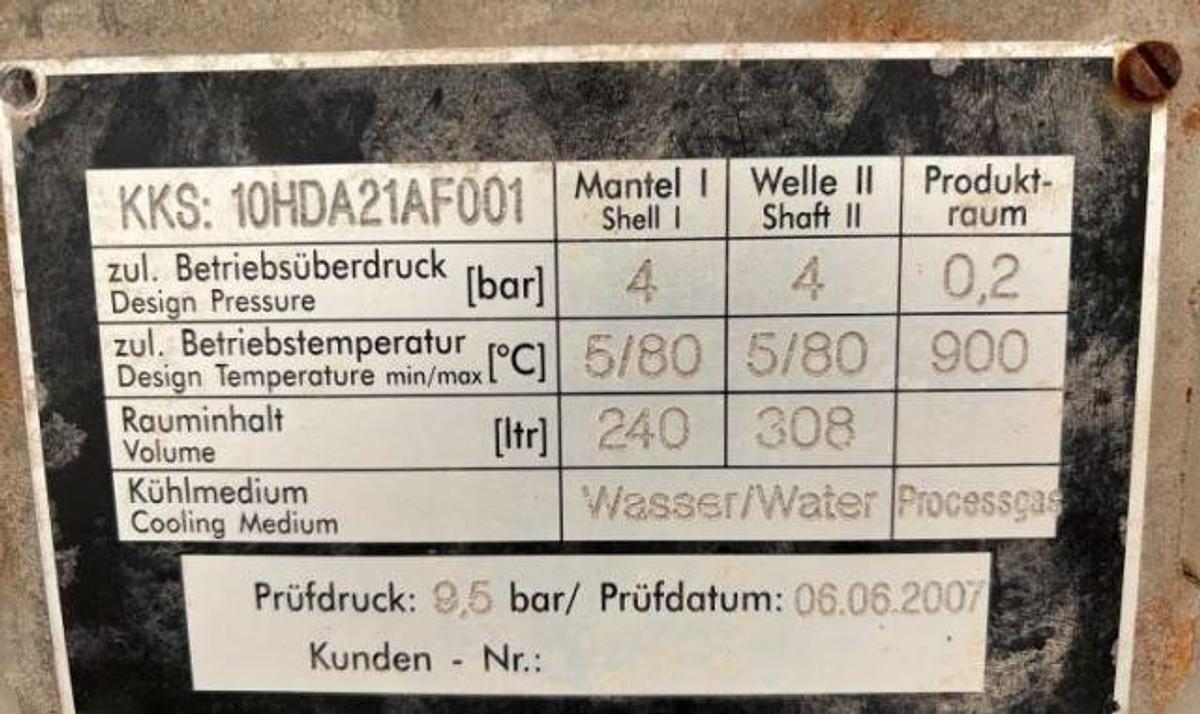 KKS: 10HDA21AF001
Mantel I
Shell I
Welle II
Shaft II
Produkt-
raum
zul. Betriebsüberdruck [bar] 4 4 0,2
Design Pressure
zul. Betriebstemperatur [°C] 5/80 5/80 900
Design Temperature min/max
Rauminhalt [ltr] 240 308
Volume
Kühlmedium Wasser/Water Processgas
Cooling Medium
Prüfdruck: 9,5 bar/ Prüfdatum: 06.06.2007
Kunden - Nr.: